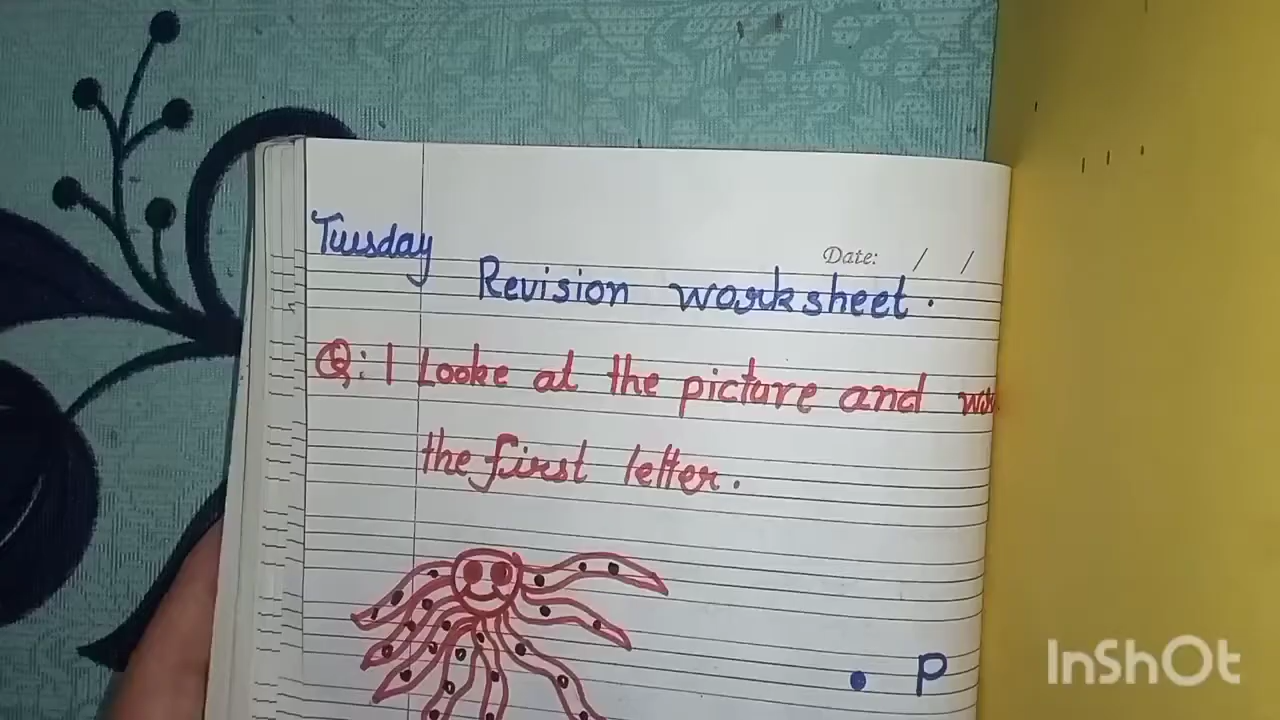 Tuesday
Date: / /
Revision worksheet.
Q:1 Looke at the picture and
the first letter.
• P
InShOt